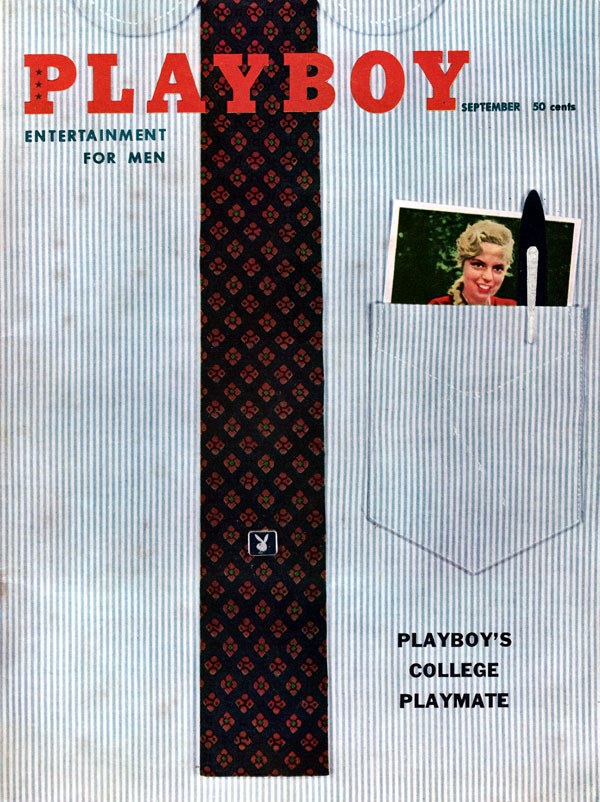 PLAYBOY
SEPTEMBER 50 cents
ENTERTAINMENT
FOR MEN
PLAYBOY'S
COLLEGE
PLAYMATE